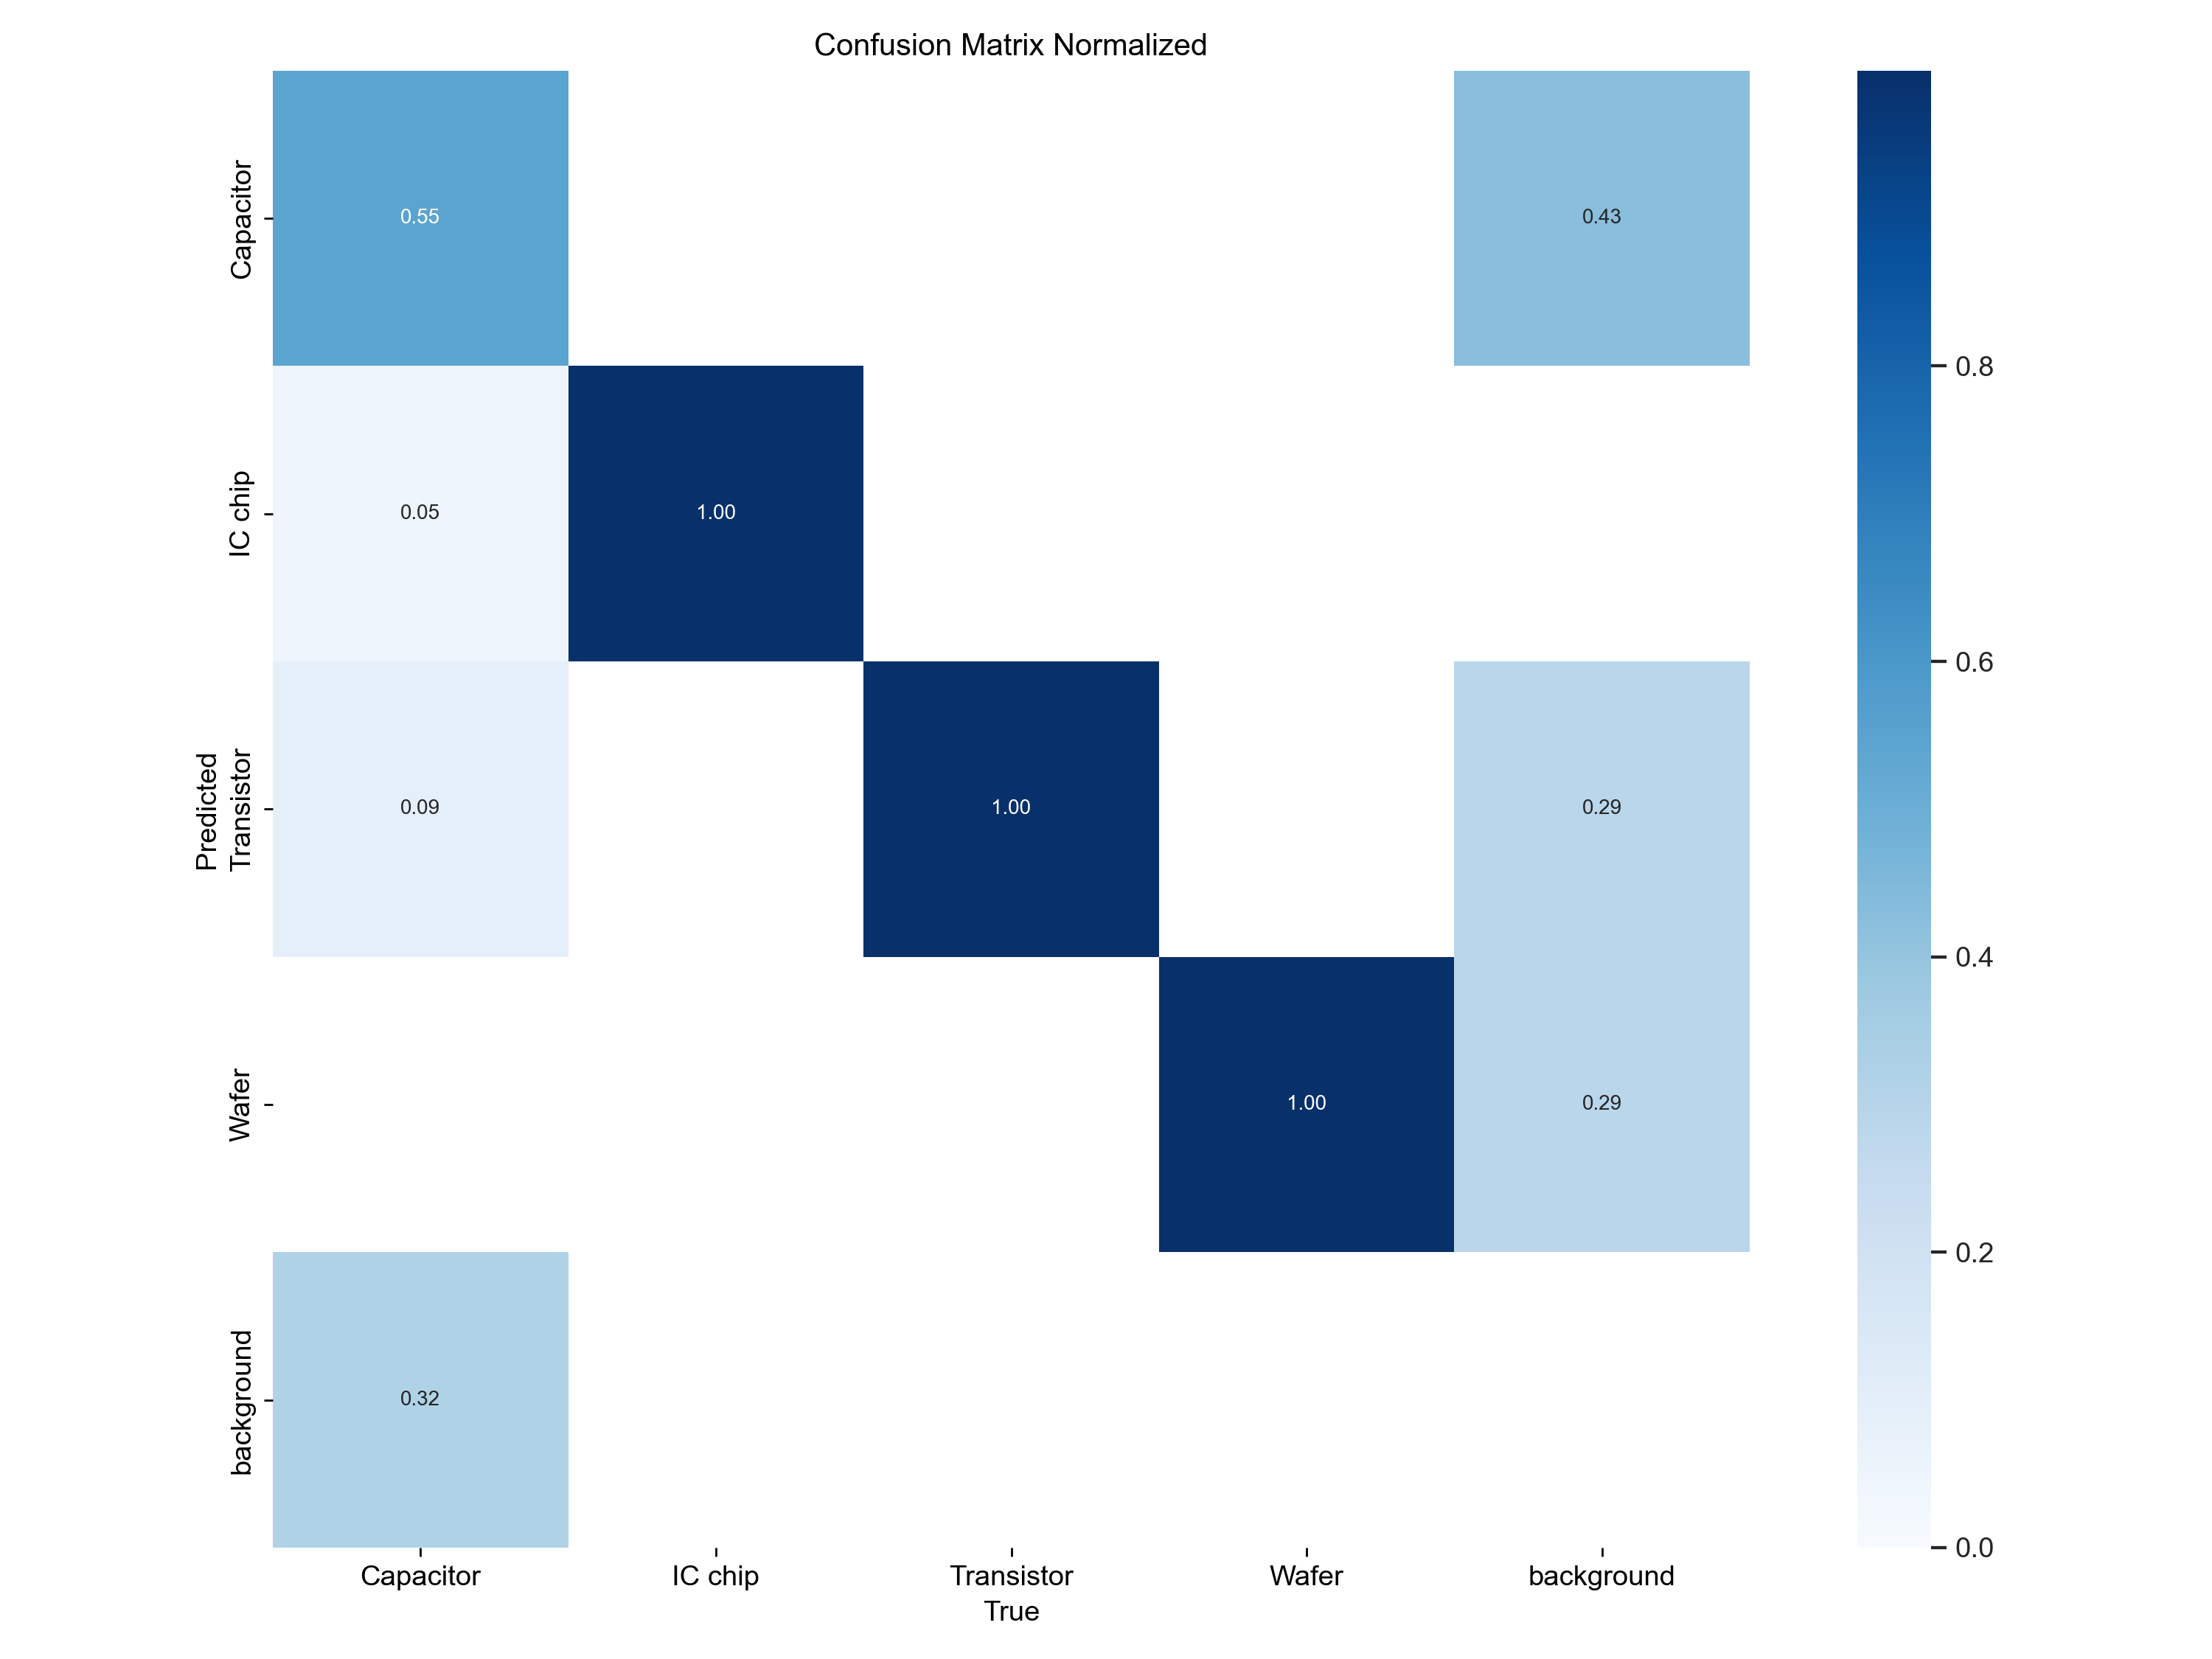 Confusion Matrix Normalized
Capacitor
0.55
0.43
IC chip
0.05
1.00
Predicted
Transistor
0.09
1.00
0.29
Wafer
1.00
0.29
background
0.32
Capacitor
IC chip
Transistor
Wafer
background
True
0.8
0.6
0.4
0.2
0.0